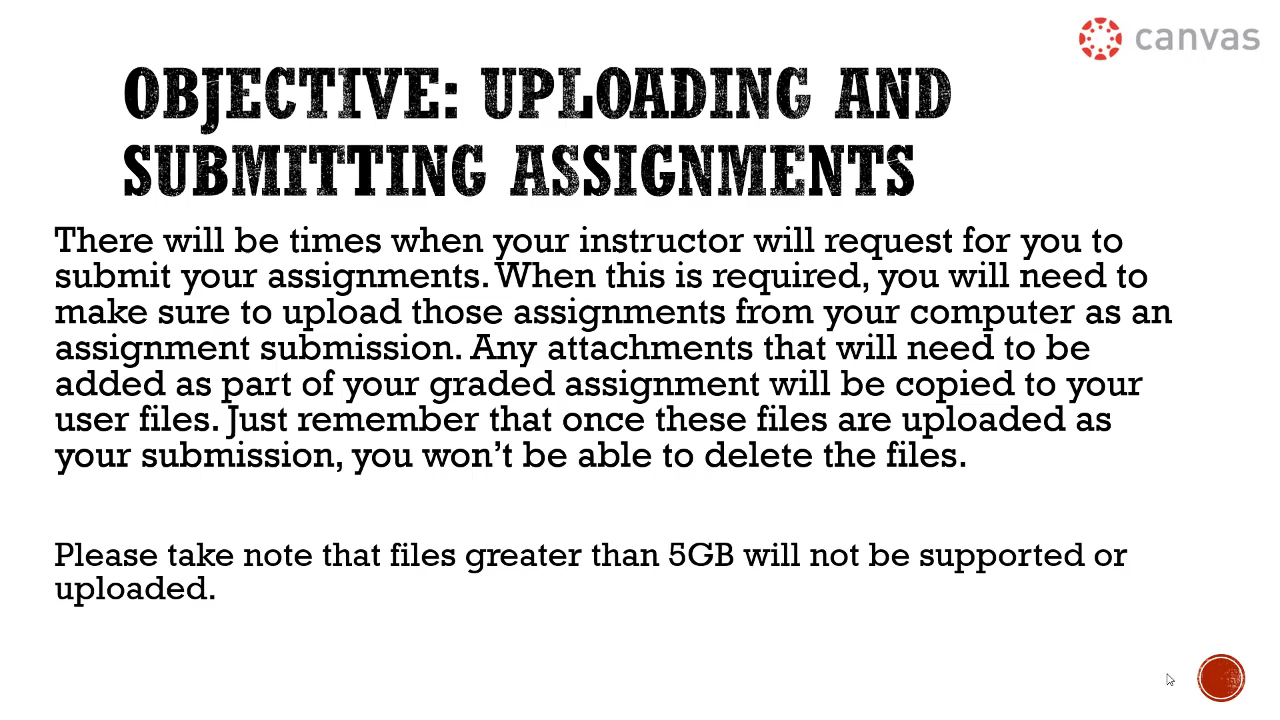 canvas
OBJECTIVE: UPLOADING AND
SUBMITTING ASSIGNMENTS
There will be times when your instructor will request for you to
submit your assignments. When this is required, you will need to
make sure to upload those assignments from your computer as an
assignment submission. Any attachments that will need to be
added as part of your graded assignment will be copied to your
user files. Just remember that once these files are uploaded as
your submission, you won’t be able to delete the files.
Please take note that files greater than 5GB will not be supported or
uploaded.